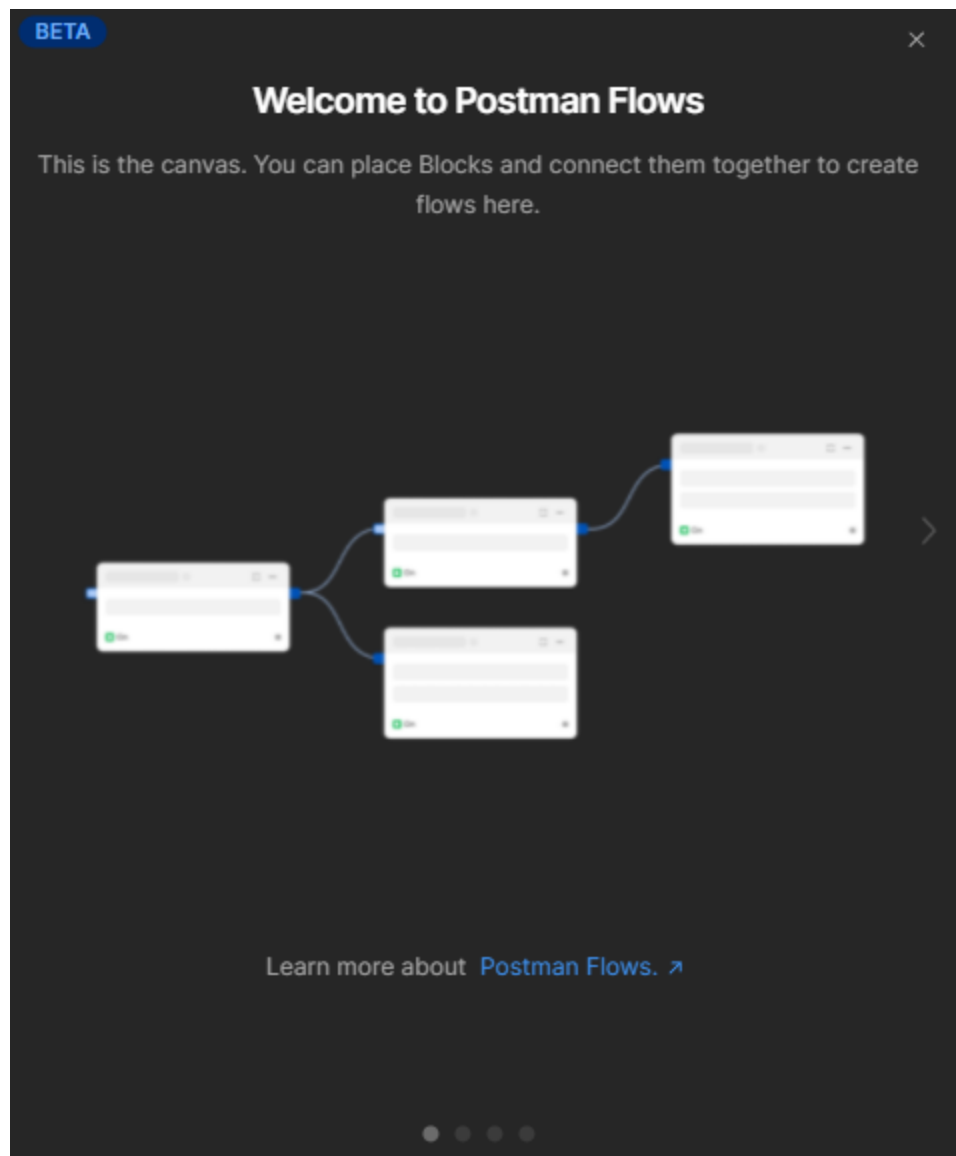 BETA
Welcome to Postman Flows
This is the canvas. You can place Blocks and connect them together to create
flows here.
Learn more about Postman Flows. ↗